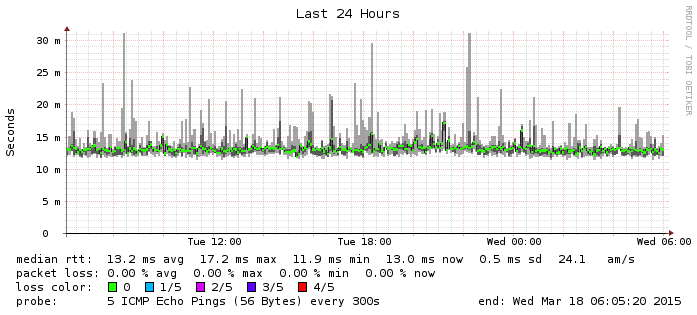 Last 24 Hours
RRDTOOL / TOBI OETIKER
Seconds
30 m
25 m
20 m
15 m
10 m
5 m
0
Tue 12:00 Tue 18:00 Wed 00:00 Wed 06:00
median rtt: 13.2 ms avg 17.2 ms max 11.9 ms min 13.0 ms now 0.5 ms sd 24.1 am/s
packet loss: 0.00 % avg 0.00 % max 0.00 % min 0.00 % now
loss color: 0 1/5 2/5 3/5 4/5
probe: 5 ICMP Echo Pings (56 Bytes) every 300s end: Wed Mar 18 06:05:20 2015